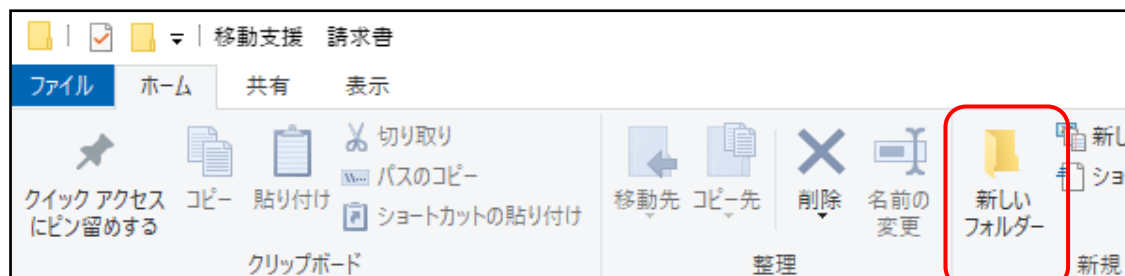 移動支援 請求書
ファイル ホーム 共有 表示
クイック アクセス
にピン留めする
コピー
貼り付け
切り取り
パスのコピー
ショートカットの貼り付け
クリップボード
移動先
コピー先
削除
名前の
変更
整理
新しい
フォルダー
新し
ショ
新規